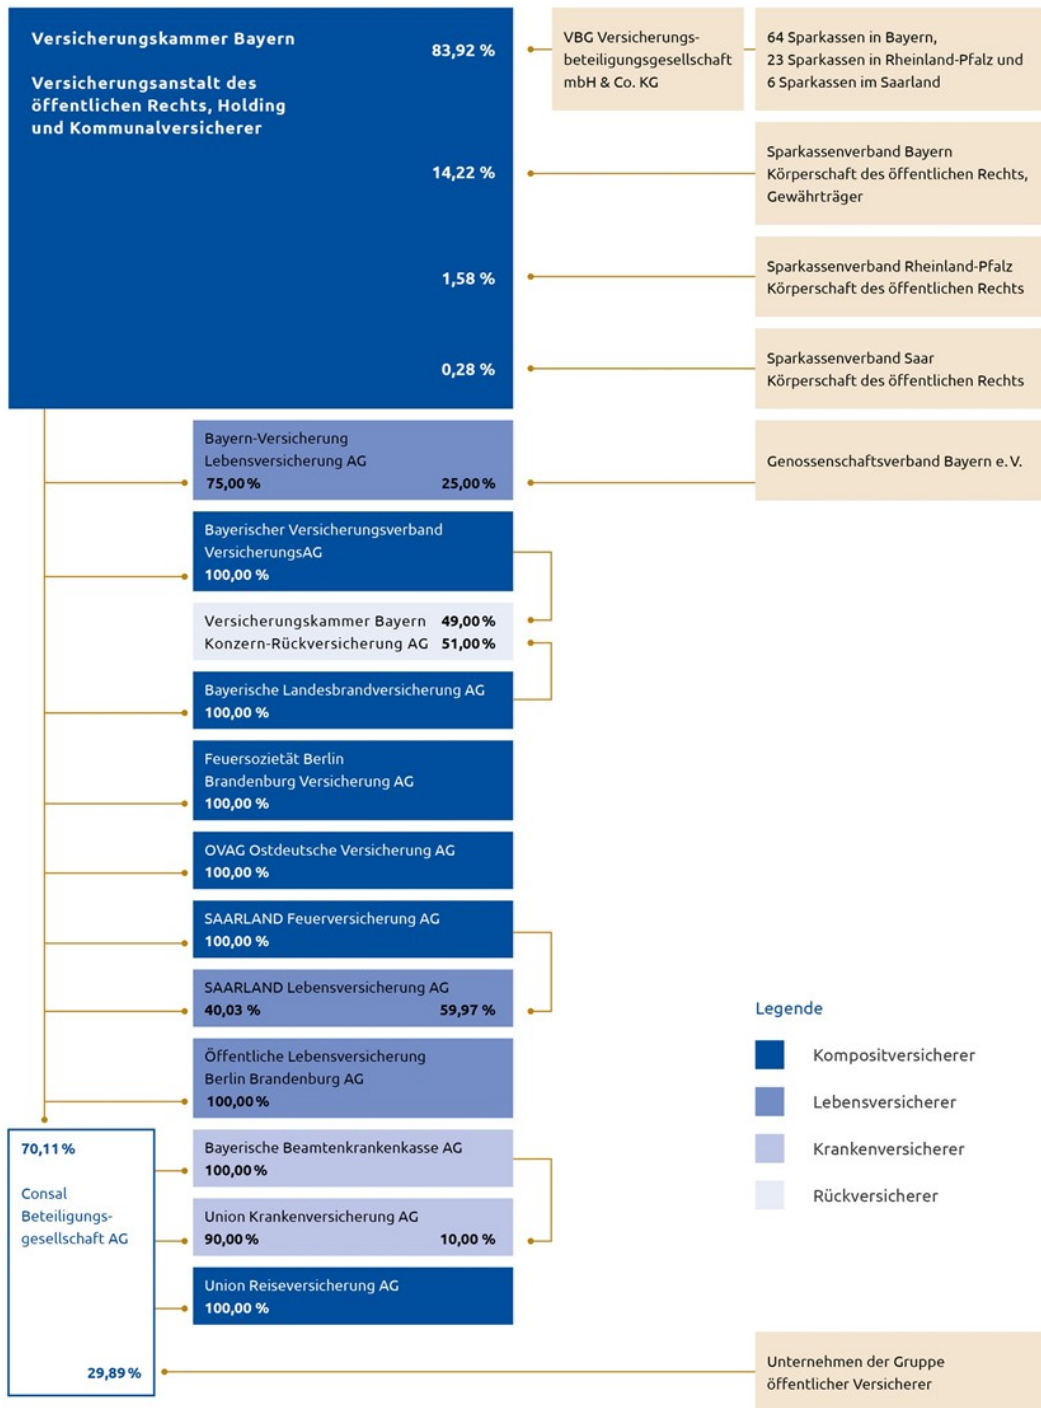 Versicherungskammer Bayern
Versicherungsanstalt des
öffentlichen Rechts, Holding
und Kommunalversicherer
83,92 %
VBG Versicherungs-
beteiligungsgesellschaft
mbH & Co. KG
64 Sparkassen in Bayern,
23 Sparkassen in Rheinland-Pfalz und
6 Sparkassen im Saarland
14,22 %
Sparkassenverband Bayern
Körperschaft des öffentlichen Rechts,
Gewährträger
1,58 %
Sparkassenverband Rheinland-Pfalz
Körperschaft des öffentlichen Rechts
0,28 %
Sparkassenverband Saar
Körperschaft des öffentlichen Rechts
Bayern-Versicherung
Lebensversicherung AG
75,00 % 25,00 %
Genossenschaftsverband Bayern e. V.
Bayerischer Versicherungsverband
VersicherungsAG
100,00 %
Versicherungskammer Bayern 49,00 %
Konzern-Rückversicherung AG 51,00 %
Bayerische Landesbrandversicherung AG
100,00 %
Feuersozietät Berlin
Brandenburg Versicherung AG
100,00 %
OVAG Ostdeutsche Versicherung AG
100,00 %
SAARLAND Feuerversicherung AG
100,00 %
SAARLAND Lebensversicherung AG
40,03 % 59,97 %
Öffentliche Lebensversicherung
Berlin Brandenburg AG
100,00 %
70,11 %
Consal
Beteiligungs-
gesellschaft AG
29,89 %
Bayerische Beamtenkrankenkasse AG
100,00 %
Union Krankenversicherung AG
90,00 % 10,00 %
Union Reiseversicherung AG
100,00 %
Unternehmen der Gruppe
öffentlicher Versicherer
Legende
Kompositversicherer
Lebensversicherer
Krankenversicherer
Rückversicherer